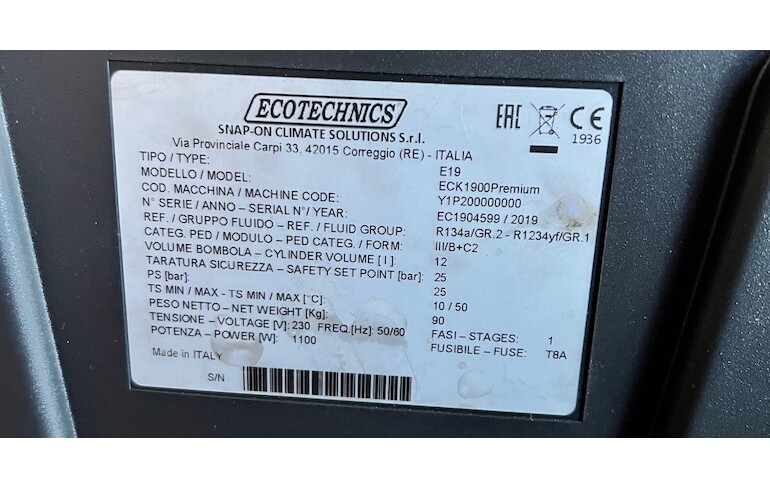 ECOTECHNICS
SNAP-ON CLIMATE SOLUTIONS S.r.l.
Via Provinciale Carpi 33, 42015 Correggio (RE) - ITALIA
EAC CE
1936
TIPO / TYPE: E19
MODELLO / MODEL: ECK1900Premium
COD. MACCHINA / MACHINE CODE: Y1P200000000
N° SERIE / ANNO – SERIAL N°/ YEAR: EC1904599 / 2019
REF. / GRUPPO FLUIDO – REF. / FLUID GROUP: R134a/GR.2 - R1234yf/GR.1
CATEG. PED / MODULO - PED CATEG. / FORM: III/B+C2
VOLUME BOMBOLA – CYLINDER VOLUME [ l ]: 12
TARATURA SICUREZZA – SAFETY SET POINT [bar]: 25
PS [bar]: 25
TS MIN / MAX - TS MIN / MAX [°C]: 10 / 50
PESO NETTO – NET WEIGHT [Kg]: 90
TENSIONE – VOLTAGE [V]: 230 FREQ.[Hz]: 50/60 FASI – STAGES: 1
POTENZA – POWER [W]: 1100 FUSIBILE – FUSE: T8A
Made in ITALY
S/N